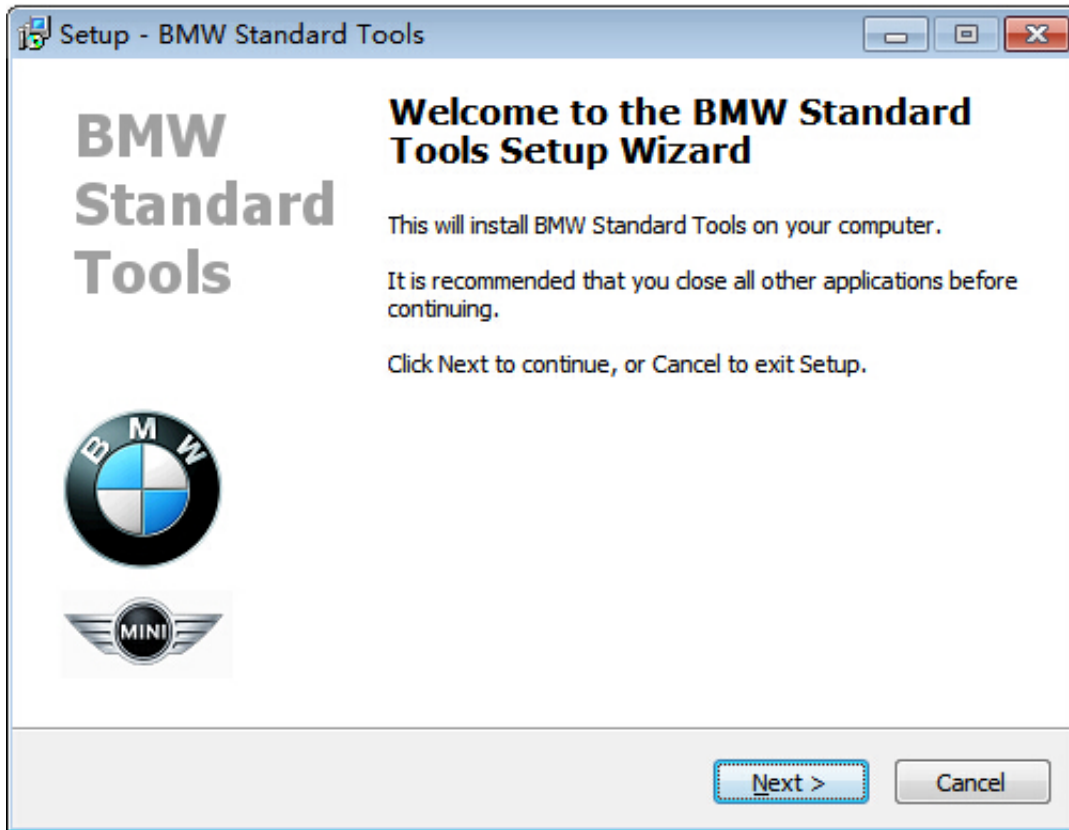 Setup - BMW Standard Tools
BMW
Standard
Tools
Welcome to the BMW Standard
Tools Setup Wizard
This will install BMW Standard Tools on your computer.
It is recommended that you close all other applications before
continuing.
Click Next to continue, or Cancel to exit Setup.
BMW
MINI
Next >
Cancel